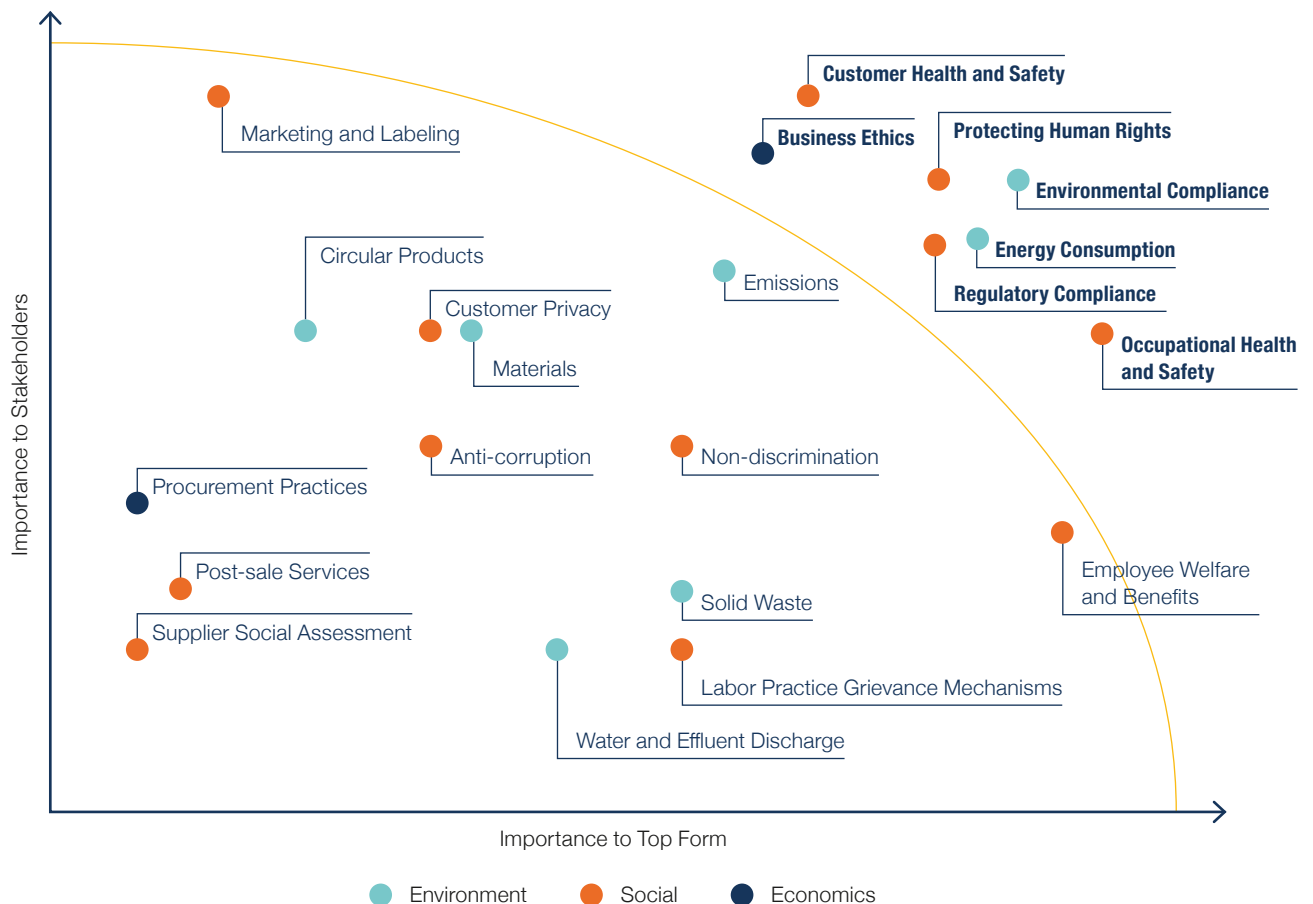 Customer Health and Safety
Marketing and Labeling
Business Ethics
Protecting Human Rights
Environmental Compliance
Circular Products
Energy Consumption
Emissions
Regulatory Compliance
Customer Privacy
Materials
Occupational Health
and Safety
Importance to Stakeholders
Anti-corruption
Non-discrimination
Procurement Practices
Post-sale Services
Employee Welfare
and Benefits
Solid Waste
Supplier Social Assessment
Labor Practice Grievance Mechanisms
Water and Effluent Discharge
Importance to Top Form
Environment
Social
Economics